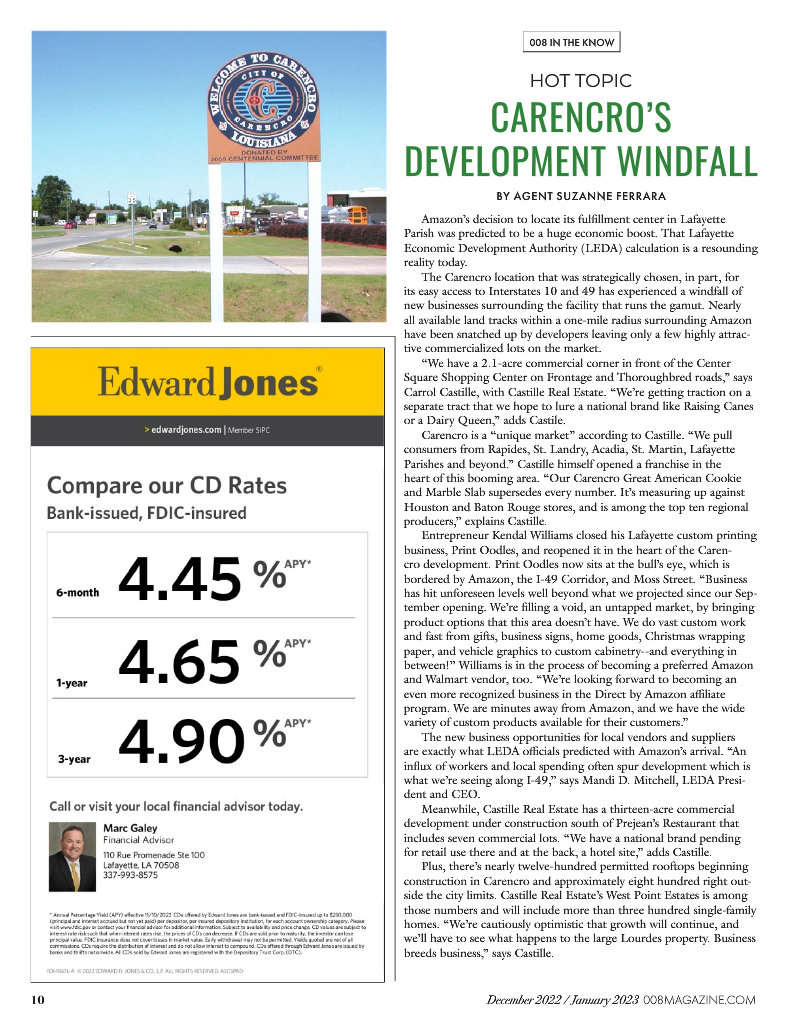 WELCOME TO CARENCRO
CITY OF
C
CARENCRO
LOUISIANA
DONATED BY
2005 CENTENNIAL COMMITTEE
EdwardJones®
> edwardjones.com | Member SIPC
Compare our CD Rates
Bank-issued, FDIC-insured
6-month 4.45 % APY*
1-year 4.65 % APY*
3-year 4.90 % APY*
Call or visit your local financial advisor today.
Marc Galey
Financial Advisor
110 Rue Promenade Ste 100
Lafayette, LA 70508
337-993-8575
* Annual Percentage Yield (APY) effective 11/10/2022. CDs offered by Edward Jones are bank-issued and FDIC-insured up to $250,000
(principal and interest accrued but not yet paid) per depositor, per insured depository institution, for each account ownership category. Please
visit www.fdic.gov or contact your financial advisor for additional information. Subject to availability and price change. CD values are subject to
interest rate risk such that when interest rates rise, the prices of CDs can decrease. If CDs are sold prior to maturity, the investor can lose
principal value. FDIC insurance does not cover losses in market value. Early withdrawal may not be permitted. Yields quoted are net of all
commissions. CDs require the distribution of interest and do not allow interest to compound. CDs offered through Edward Jones are issued by
banks and thrifts nationwide. All CDs sold by Edward Jones are registered with the Depository Trust Corp. (DTC).
© 2022 EDWARD D. JONES & CO., L.P. ALL RIGHTS RESERVED. AECSPAD
008 IN THE KNOW
HOT TOPIC
CARENCRO'S
DEVELOPMENT WINDFALL
BY AGENT SUZANNE FERRARA
Amazon's decision to locate its fulfillment center in Lafayette
Parish was predicted to be a huge economic boost. That Lafayette
Economic Development Authority (LEDA) calculation is a resounding
reality today.
The Carencro location that was strategically chosen, in part, for
its easy access to Interstates 10 and 49 has experienced a windfall of
new businesses surrounding the facility that runs the gamut. Nearly
all available land tracks within a one-mile radius surrounding Amazon
have been snatched up by developers leaving only a few highly attrac-
tive commercialized lots on the market.
"We have a 2.1-acre commercial corner in front of the Center
Square Shopping Center on Frontage and Thoroughbred roads," says
Carrol Castille, with Castille Real Estate. "We're getting traction on a
separate tract that we hope to lure a national brand like Raising Canes
or a Dairy Queen," adds Castile.
Carencro is a "unique market" according to Castille. "We pull
consumers from Rapides, St. Landry, Acadia, St. Martin, Lafayette
Parishes and beyond." Castille himself opened a franchise in the
heart of this booming area. "Our Carencro Great American Cookie
and Marble Slab supersedes every number. It's measuring up against
Houston and Baton Rouge stores, and is among the top ten regional
producers," explains Castille.
Entrepreneur Kendal Williams closed his Lafayette custom printing
business, Print Oodles, and reopened it in the heart of the Caren-
cro development. Print Oodles now sits at the bull's eye, which is
bordered by Amazon, the I-49 Corridor, and Moss Street. "Business
has hit unforeseen levels well beyond what we projected since our Sep-
tember opening. We're filling a void, an untapped market, by bringing
product options that this area doesn't have. We do vast custom work
and fast from gifts, business signs, home goods, Christmas wrapping
paper, and vehicle graphics to custom cabinetry--and everything in
between!" Williams is in the process of becoming a preferred Amazon
and Walmart vendor, too. "We're looking forward to becoming an
even more recognized business in the Direct by Amazon affiliate
program. We are minutes away from Amazon, and we have the wide
variety of custom products available for their customers."
The new business opportunities for local vendors and suppliers
are exactly what LEDA officials predicted with Amazon's arrival. "An
influx of workers and local spending often spur development which is
what we're seeing along I-49," says Mandi D. Mitchell, LEDA Presi-
dent and CEO.
Meanwhile, Castille Real Estate has a thirteen-acre commercial
development under construction south of Prejean's Restaurant that
includes seven commercial lots. "We have a national brand pending
for retail use there and at the back, a hotel site," adds Castille.
Plus, there's nearly twelve-hundred permitted rooftops beginning
construction in Carencro and approximately eight hundred right out-
side the city limits. Castille Real Estate's West Point Estates is among
those numbers and will include more than three hundred single-family
homes. "We're cautiously optimistic that growth will continue, and
we'll have to see what happens to the large Lourdes property. Business
breeds business," says Castille.
10
December 2022 / January 2023 008MAGAZINE.COM